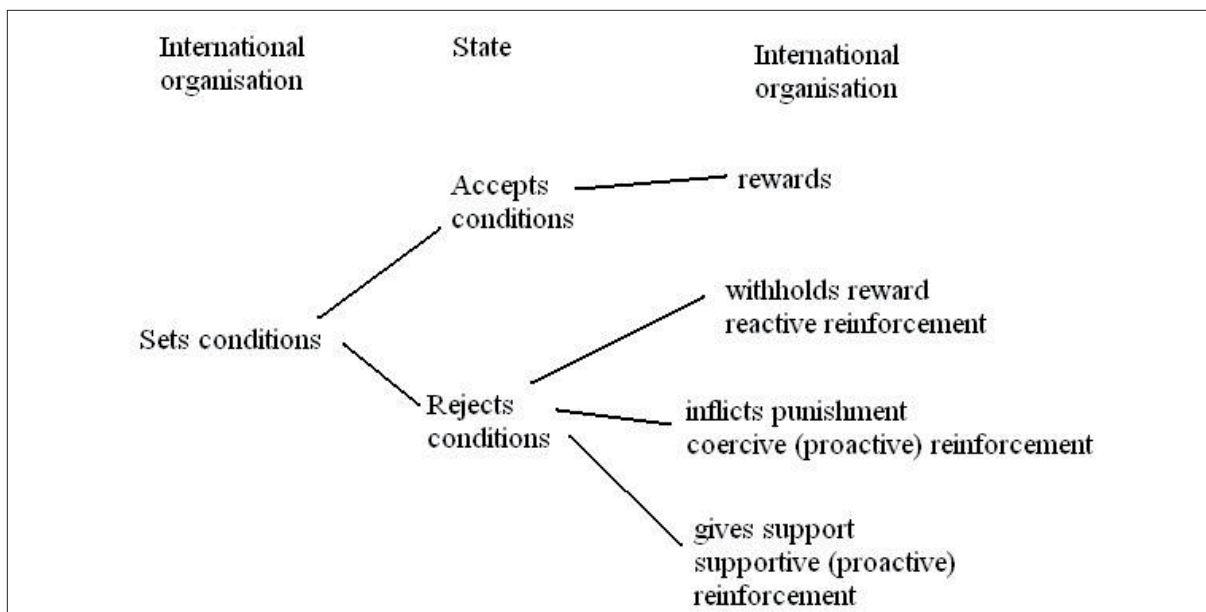 International
organisation
State
International
organisation
Accepts
conditions
rewards
withholds reward
reactive reinforcement
Sets conditions
Rejects
conditions
inflicts punishment
coercive (proactive) reinforcement
gives support
supportive (proactive)
reinforcement